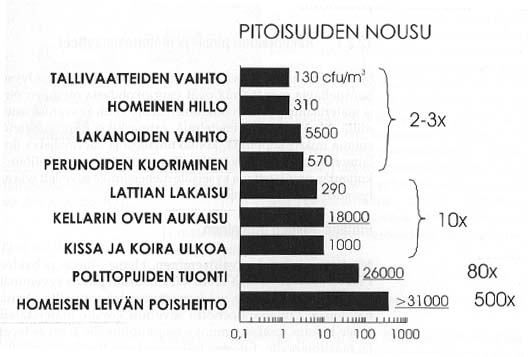 PITOISUUDEN NOUSU
TALLIVAATTEIDEN VAIHTO 130 cfu/m³
HOMEINEN HILLO 310
LAKANOIDEN VAIHTO 5500
PERUNOIDEN KUORIMINEN 570
2-3x
LATTIAN LAKAISU 290
KELLARIN OVEN AUKAISU 18000
KISSA JA KOIRA ULKOA 1000
10x
POLTTOPUIDEN TUONTI 26000 80x
HOMEISEN LEIVÄN POISHEITTO >31000 500x
0,1 1 10 100 1000